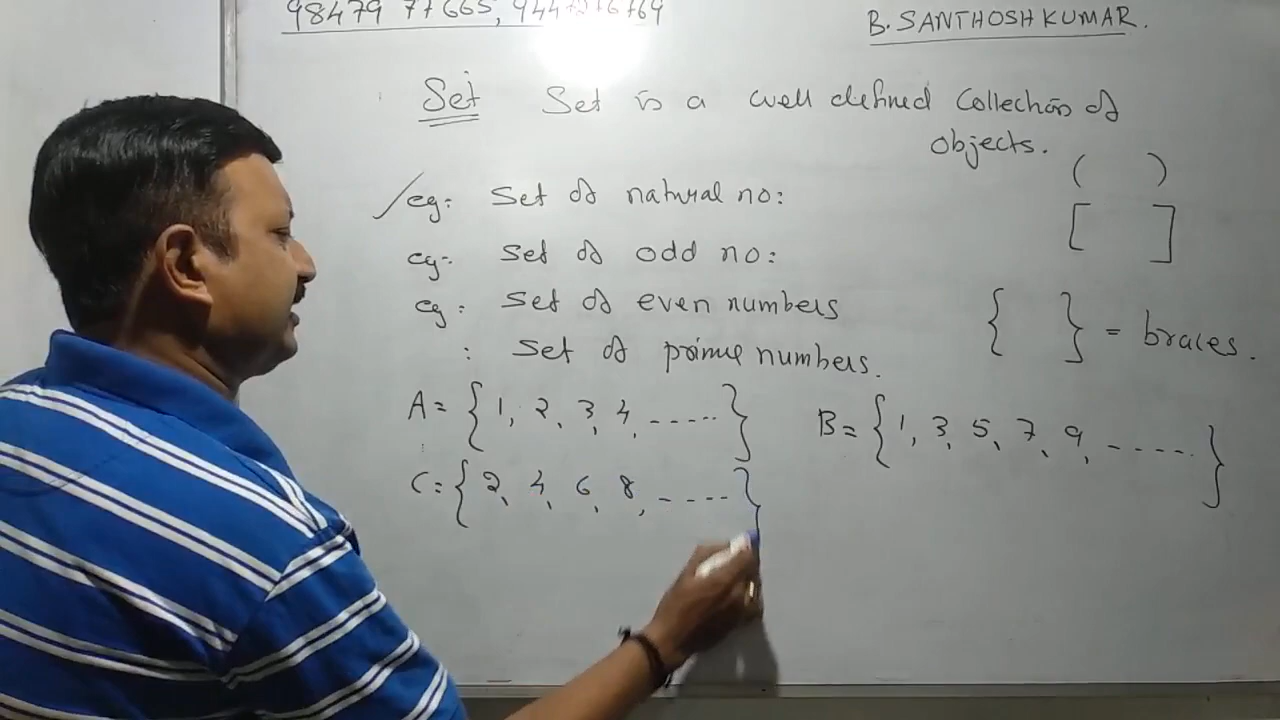 98479 77665,
B. SANTHOSH KUMAR.
Set Set is a well defined Collection of
objects.
( )
eg: Set of natural no:
[ ]
eg: Set of odd no:
eg: Set of even numbers
{ } = braces.
: Set of prime numbers.
A = { 1, 2, 3, 4, ------ }
B = { 1, 3, 5, 7, 9, ----- }
C = { 2, 4, 6, 8, ----- }